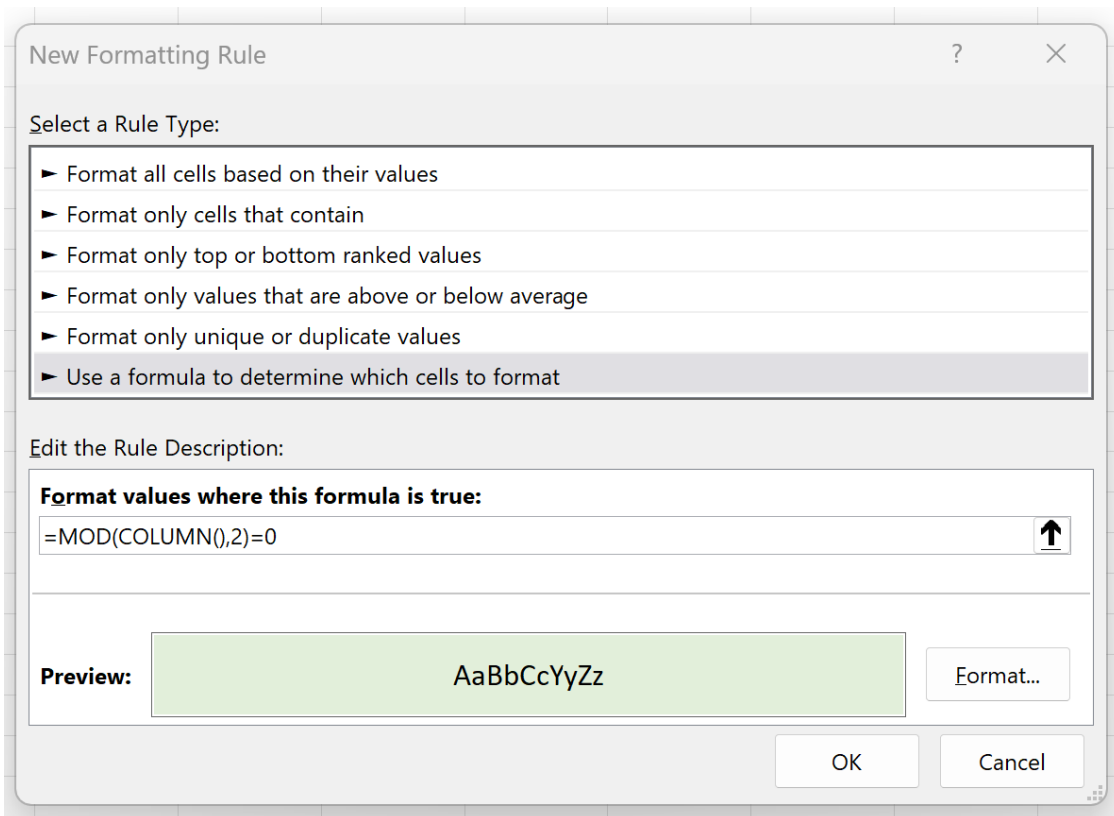 New Formatting Rule ?
Select a Rule Type:
► Format all cells based on their values
► Format only cells that contain
► Format only top or bottom ranked values
► Format only values that are above or below average
► Format only unique or duplicate values
► Use a formula to determine which cells to format
Edit the Rule Description:
Format values where this formula is true:
=MOD(COLUMN(),2)=0
Preview: AaBbCcYyZz Format...
OK Cancel